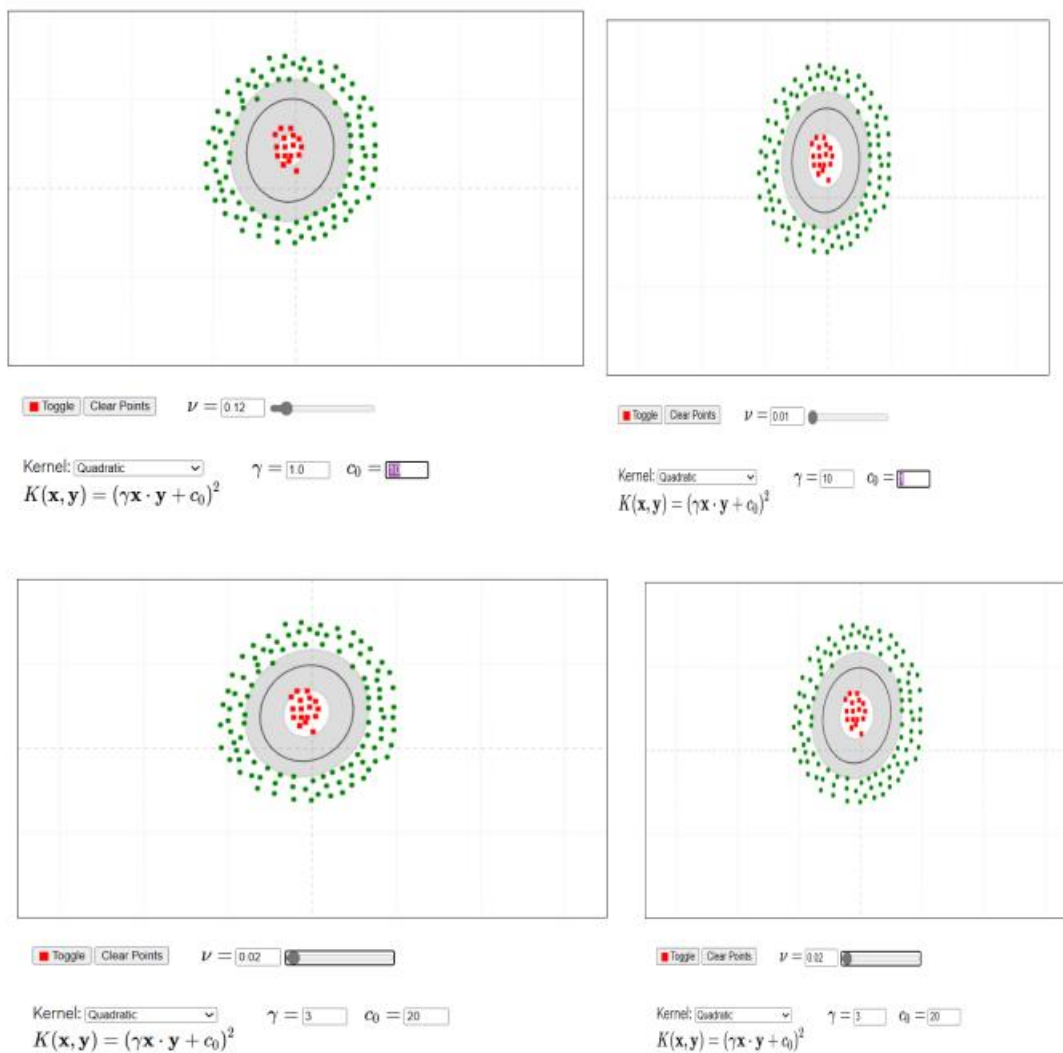 Toggle Clear Points ν = 0.12
Kernel: Quadratic γ = 1.0 c₀ = 10
K(x, y) = (γx · y + c₀)²
Toggle Clear Points ν = 0.01
Kernel: Quadratic γ = 10 c₀ =
K(x, y) = (γx · y + c₀)²
Toggle Clear Points ν = 0.02
Kernel: Quadratic γ = 3 c₀ = 20
K(x, y) = (γx · y + c₀)²
Toggle Clear Points ν = 0.02
Kernel: Quadratic γ = 3 c₀ = 20
K(x, y) = (γx · y + c₀)²